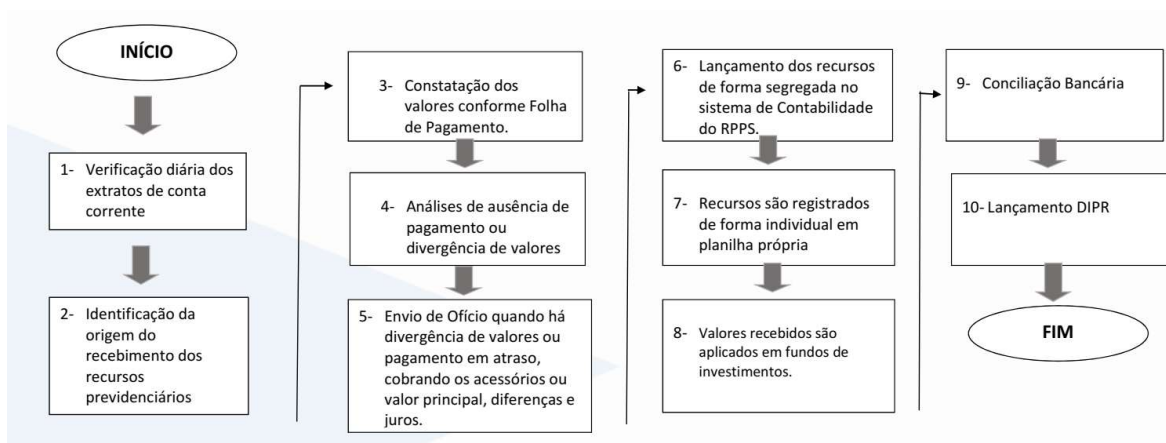 INÍCIO
1- Verificação diária dos
extratos de conta
corrente
2- Identificação da
origem do
recebimento dos
recursos
previdenciários
3- Constatação dos
valores conforme Folha
de Pagamento.
4- Análises de ausência de
pagamento ou
divergência de valores
5- Envio de Ofício quando há
divergência de valores ou
pagamento em atraso,
cobrando os acessórios ou
valor principal, diferenças e
juros.
6- Lançamento dos recursos
de forma segregada no
sistema de Contabilidade
do RPPS.
7- Recursos são registrados
de forma individual em
planilha própria
8- Valores recebidos são
aplicados em fundos de
investimentos.
9- Conciliação Bancária
10- Lançamento DIPR
FIM